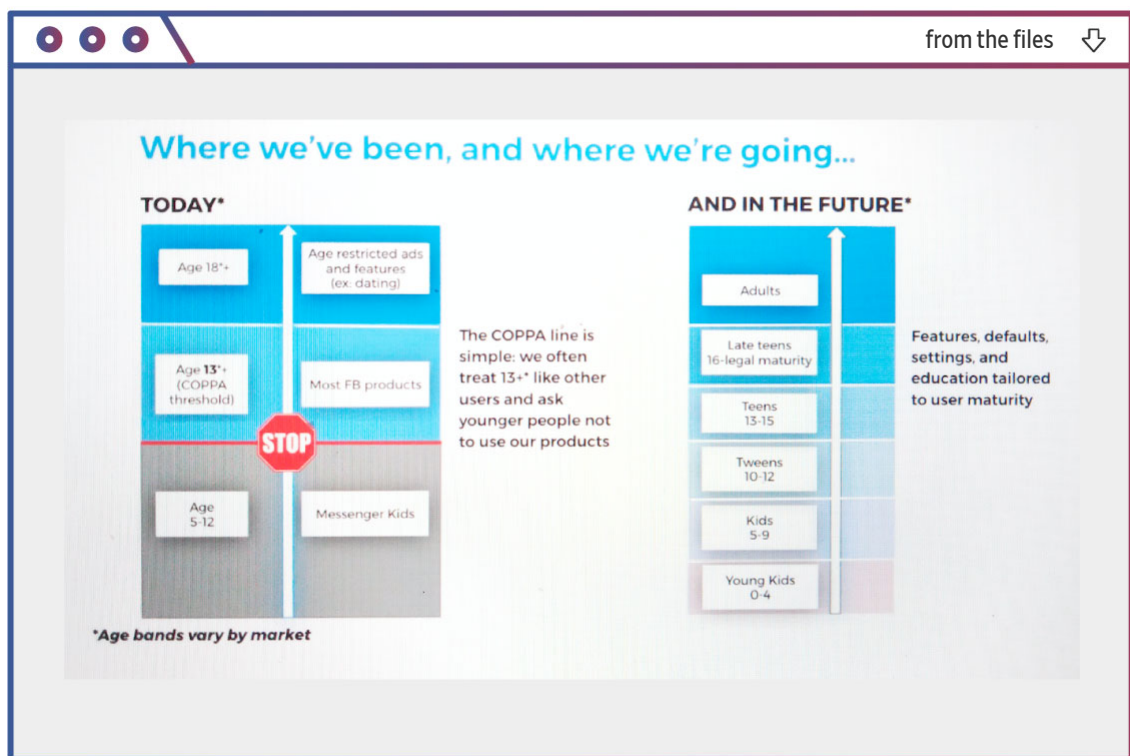 from the files
Where we've been, and where we're going...
TODAY*
Age 18*+
Age restricted ads
and features
(ex: dating)
Age 13*+
(COPPA
threshold)
Most FB products
STOP
Age
5-12
Messenger Kids
The COPPA line is
simple: we often
treat 13+* like other
users and ask
younger people not
to use our products
*Age bands vary by market
AND IN THE FUTURE*
Adults
Late teens
16-legal maturity
Teens
13-15
Tweens
10-12
Kids
5-9
Young Kids
0-4
Features, defaults,
settings, and
education tailored
to user maturity